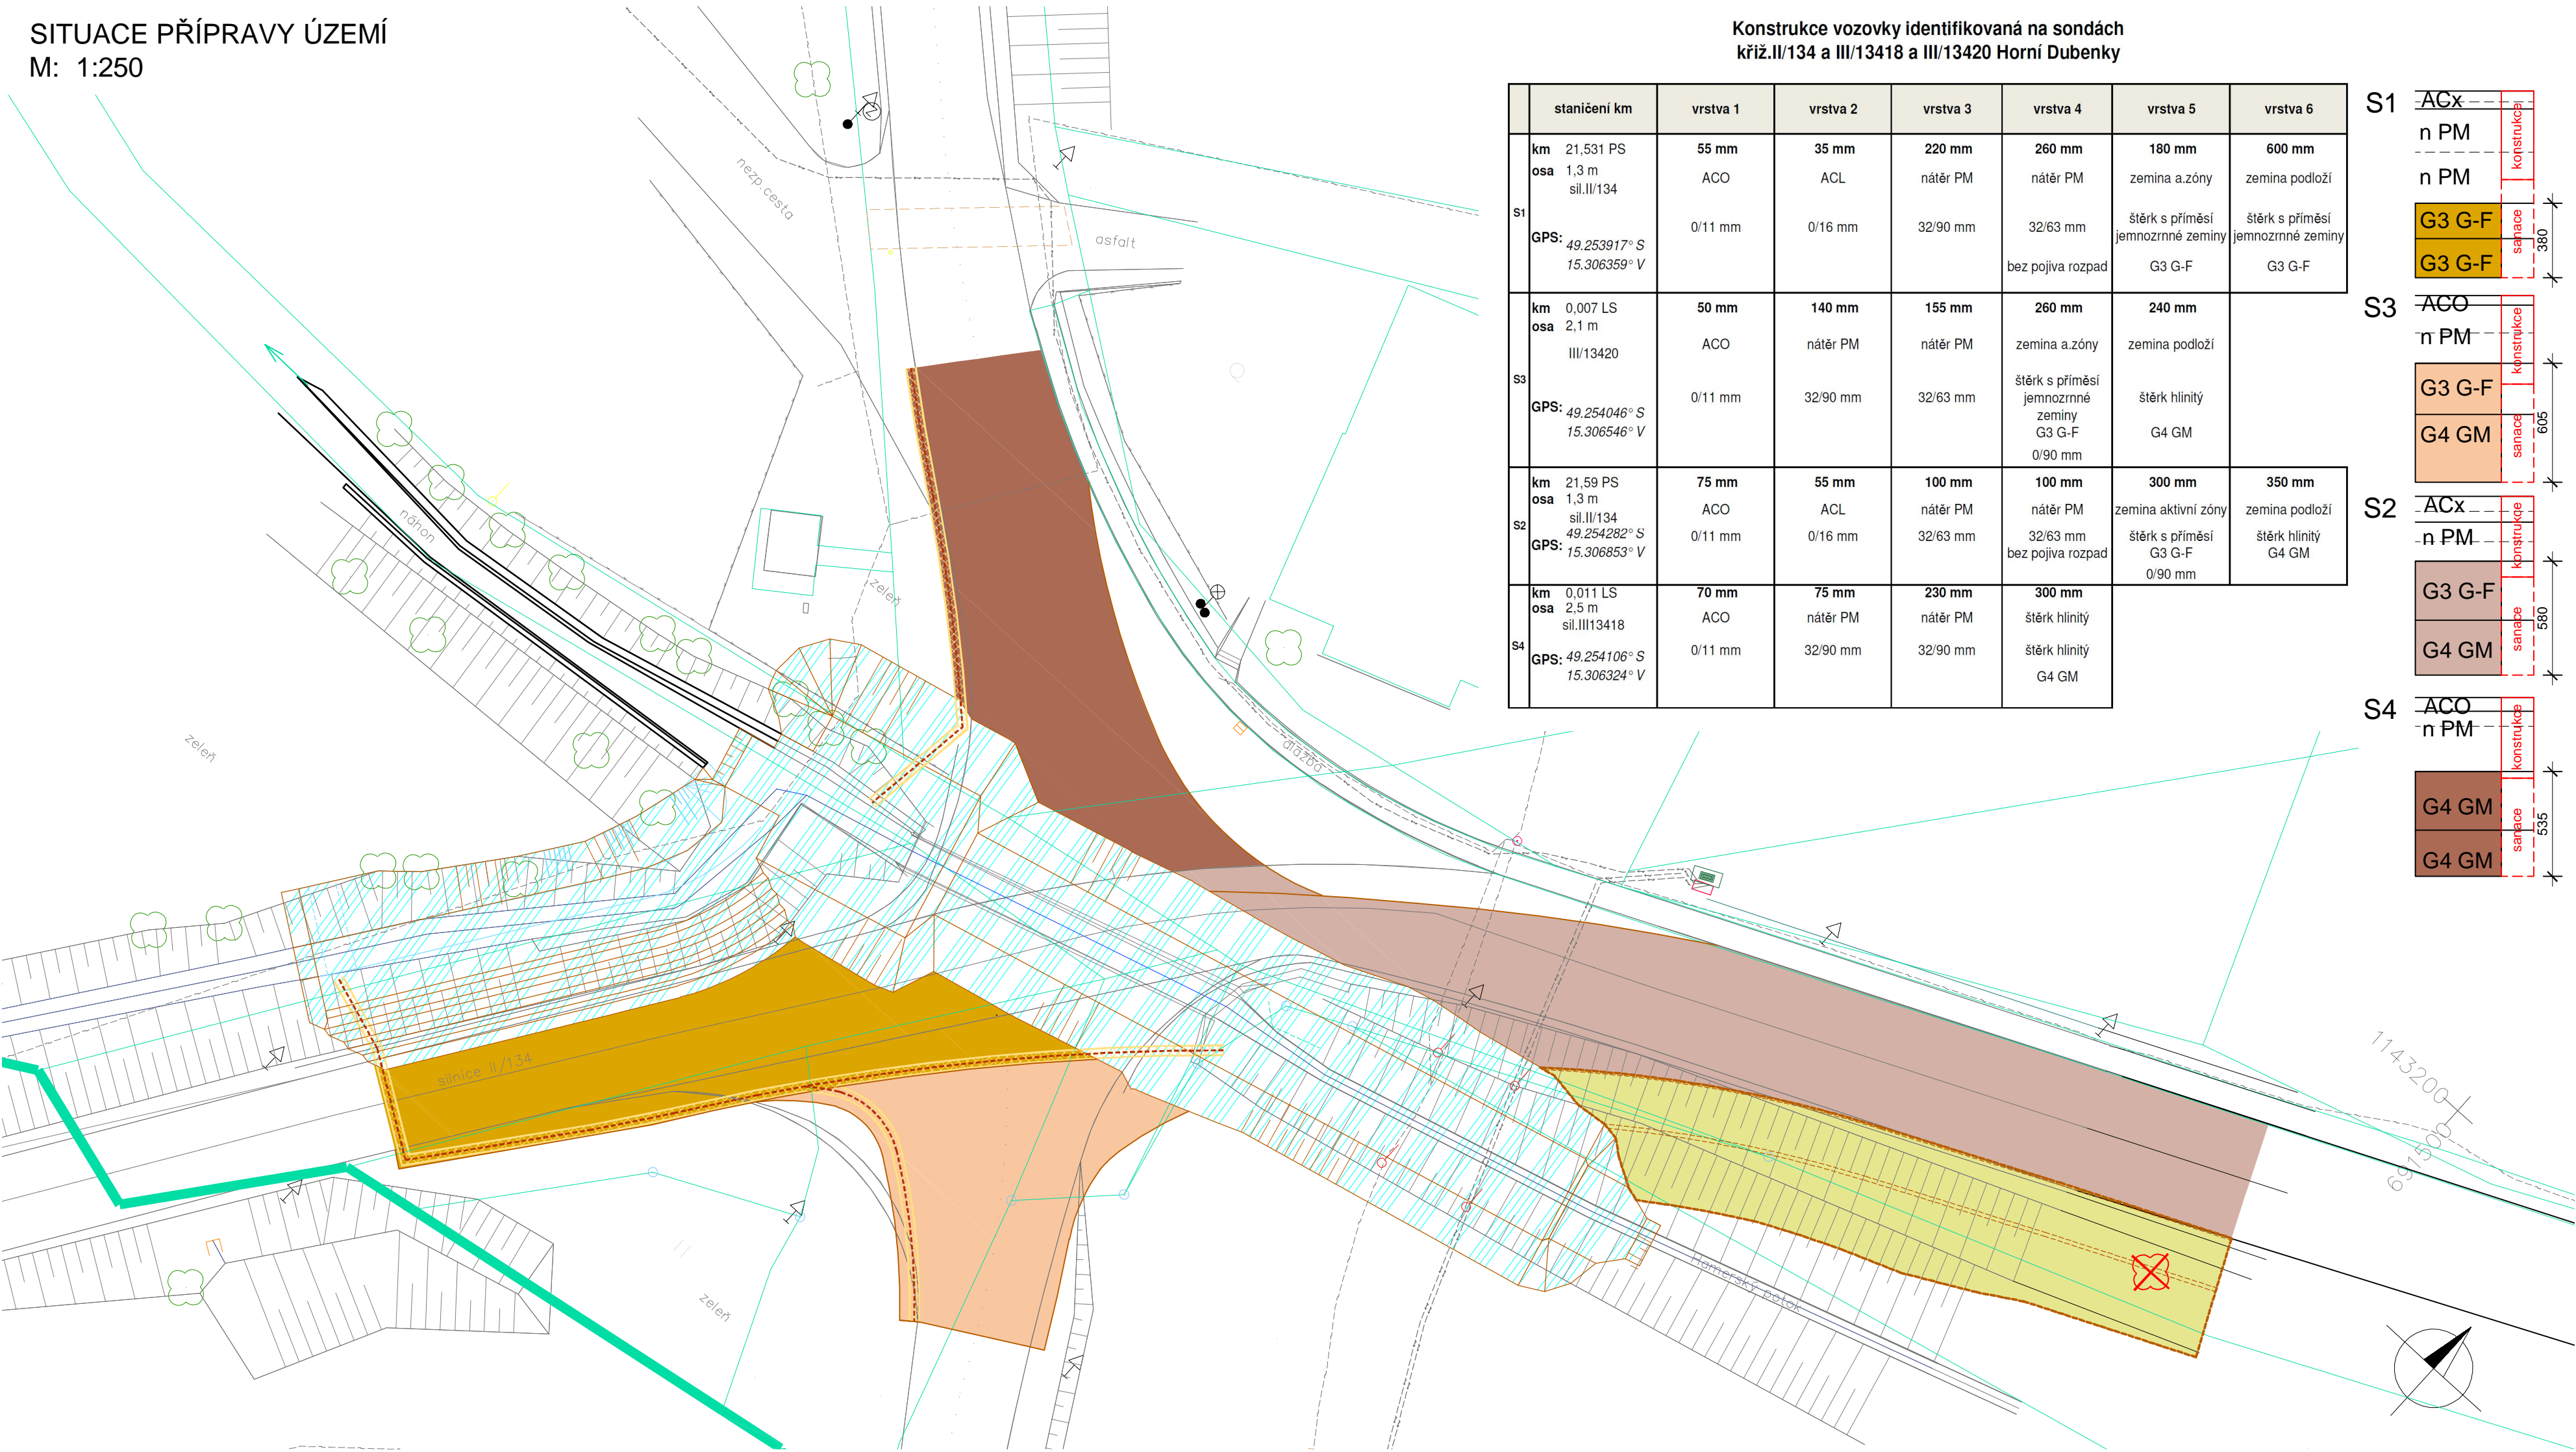 SITUACE PŘÍPRAVY ÚZEMÍ
M: 1:250
Konstrukce vozovky identifikovaná na sondách
křiž.II/134 a III/13418 a III/13420 Horní Dubenky
staničení km vrstva 1 vrstva 2 vrstva 3 vrstva 4 vrstva 5 vrstva 6
S1
km 21,531 PS 55 mm 35 mm 220 mm 260 mm 180 mm 600 mm
osa 1,3 m ACO ACL nátěr PM nátěr PM zemina a.zóny zemina podloží
sil.II/134
0/11 mm 0/16 mm 32/90 mm 32/63 mm štěrk s příměsí štěrk s příměsí
jemnozrnné zeminy jemnozrnné zeminy
GPS: 49.253917° S
15.306359° V bez pojiva rozpad G3 G-F G3 G-F
S3
km 0,007 LS 50 mm 140 mm 155 mm 260 mm 240 mm
osa 2,1 m
III/13420 ACO nátěr PM nátěr PM zemina a.zóny zemina podloží
0/11 mm 32/90 mm 32/63 mm štěrk s příměsí
jemnozrnné štěrk hlinitý
zeminy
GPS: 49.254046° S
15.306546° V G3 G-F G4 GM
0/90 mm
S2
km 21,59 PS 75 mm 55 mm 100 mm 100 mm 300 mm 350 mm
osa 1,3 m
sil.II/134 ACO ACL nátěr PM nátěr PM zemina aktivní zóny zemina podloží
GPS: 49.254282° S 0/11 mm 0/16 mm 32/63 mm 32/63 mm štěrk s příměsí štěrk hlinitý
15.306853° V bez pojiva rozpad G3 G-F G4 GM
0/90 mm
S4
km 0,011 LS 70 mm 75 mm 230 mm 300 mm
osa 2,5 m ACO nátěr PM nátěr PM štěrk hlinitý
sil.III13418
GPS: 49.254106° S 0/11 mm 32/90 mm 32/90 mm štěrk hlinitý
15.306324° V G4 GM
S1
ACx
n PM
n PM
G3 G-F
G3 G-F
konstrukce
sanace
380
S3
ACO
n PM
G3 G-F
G4 GM
konstrukce
sanace
605
S2
ACx
n PM
G3 G-F
G4 GM
konstrukce
sanace
580
S4
ACO
n PM
G4 GM
G4 GM
konstrukce
sanace
535
nezp.cesta
asfalt
náhon
zeleň
zeleň
dlažba
silnice II/134
zeleň
Hamerský potok
1143200
691500